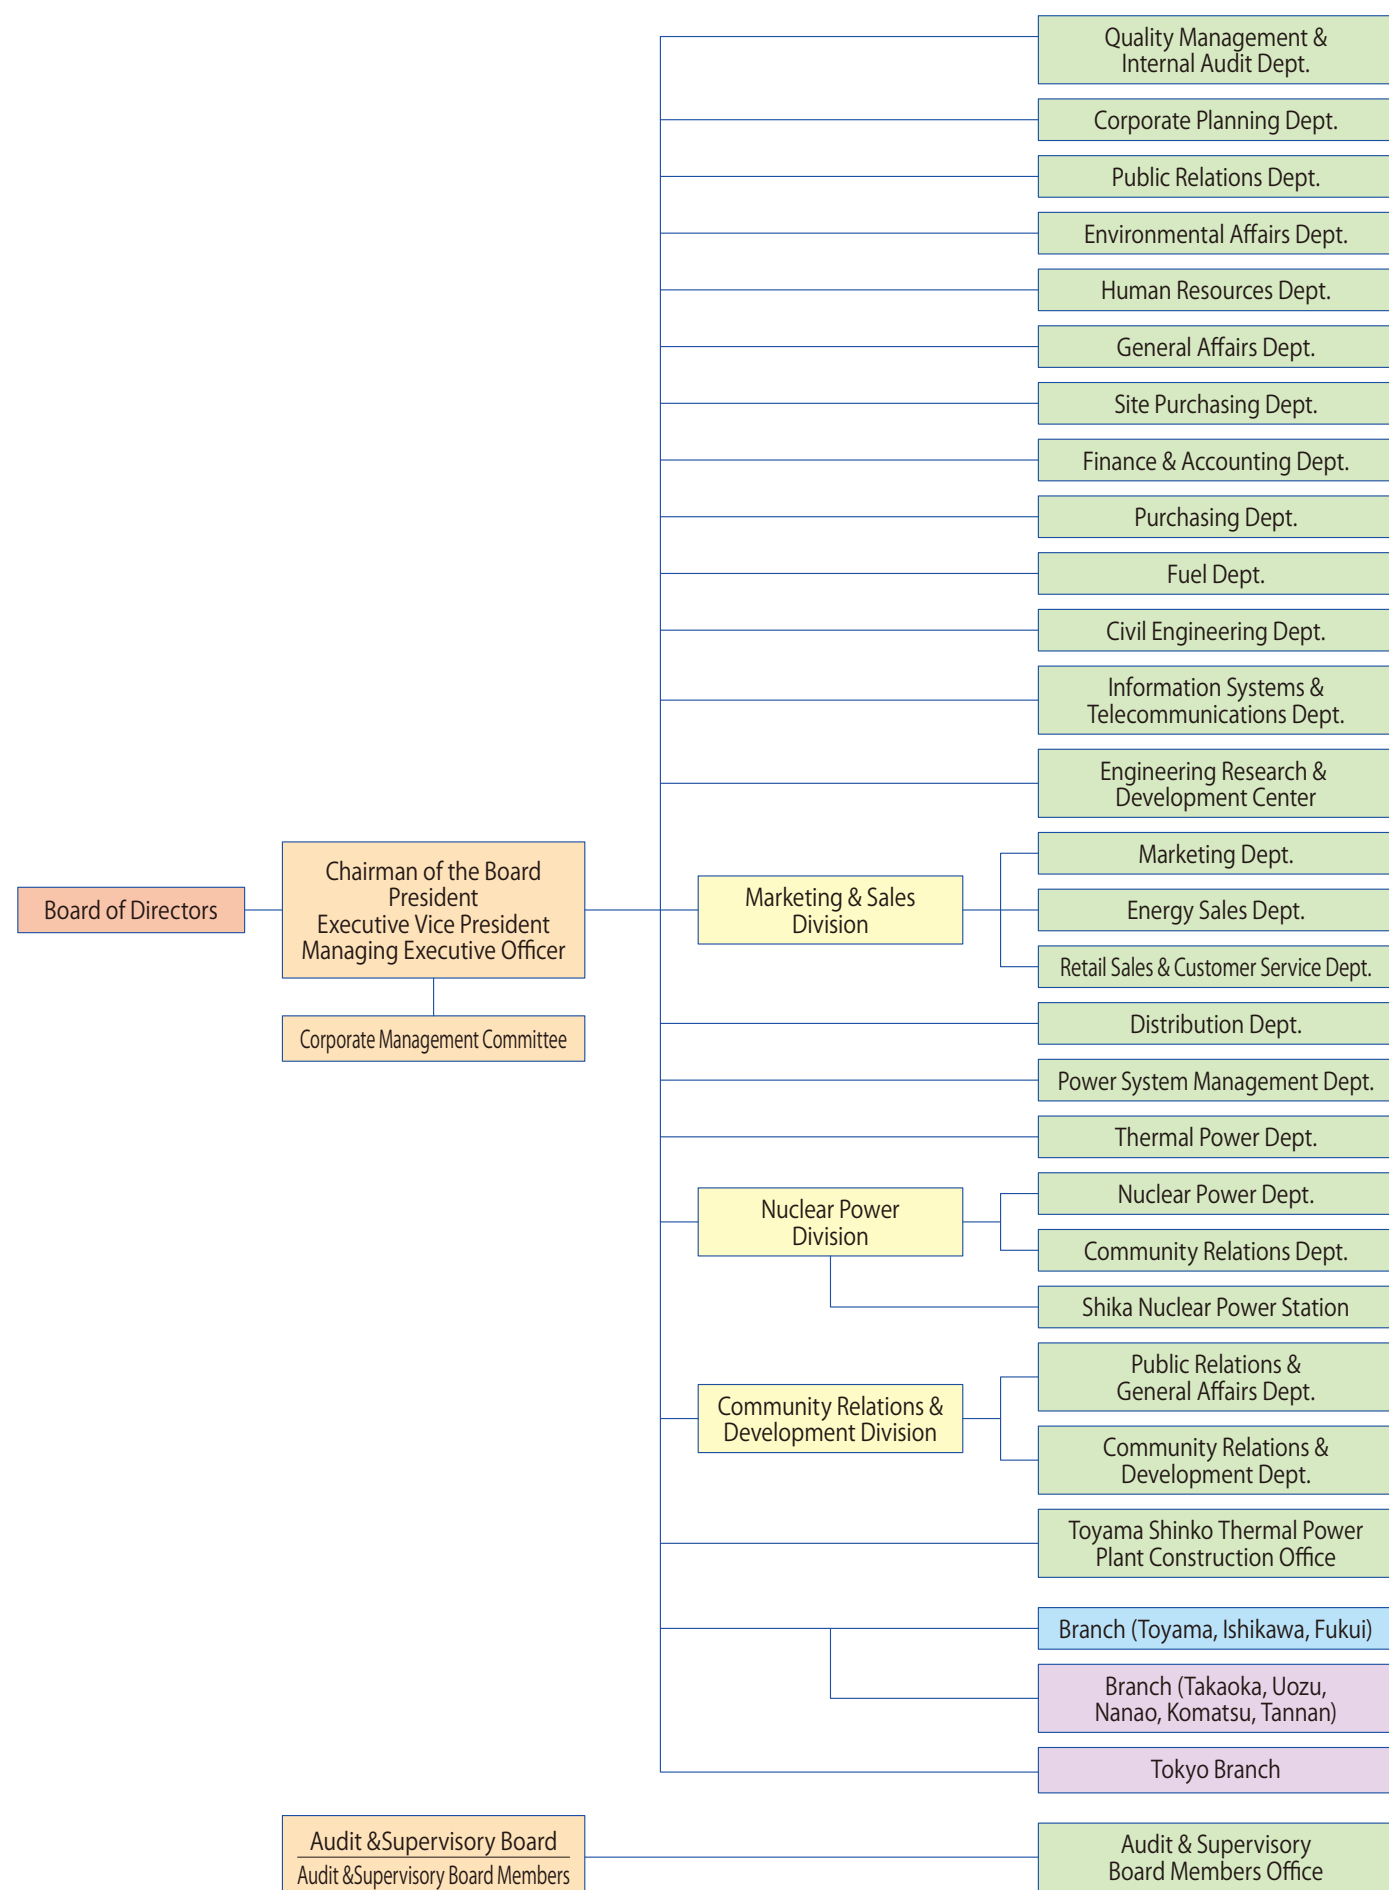 Quality Management &
Internal Audit Dept.
Corporate Planning Dept.
Public Relations Dept.
Environmental Affairs Dept.
Human Resources Dept.
General Affairs Dept.
Site Purchasing Dept.
Finance & Accounting Dept.
Purchasing Dept.
Fuel Dept.
Civil Engineering Dept.
Information Systems &
Telecommunications Dept.
Engineering Research &
Development Center
Board of Directors
Chairman of the Board
President
Executive Vice President
Managing Executive Officer
Corporate Management Committee
Marketing & Sales
Division
Marketing Dept.
Energy Sales Dept.
Retail Sales & Customer Service Dept.
Distribution Dept.
Power System Management Dept.
Thermal Power Dept.
Nuclear Power
Division
Nuclear Power Dept.
Community Relations Dept.
Shika Nuclear Power Station
Community Relations &
Development Division
Public Relations &
General Affairs Dept.
Community Relations &
Development Dept.
Toyama Shinko Thermal Power
Plant Construction Office
Branch (Toyama, Ishikawa, Fukui)
Branch (Takaoka, Uozu,
Nanao, Komatsu, Tannan)
Tokyo Branch
Audit &Supervisory Board
Audit &Supervisory Board Members
Audit & Supervisory
Board Members Office